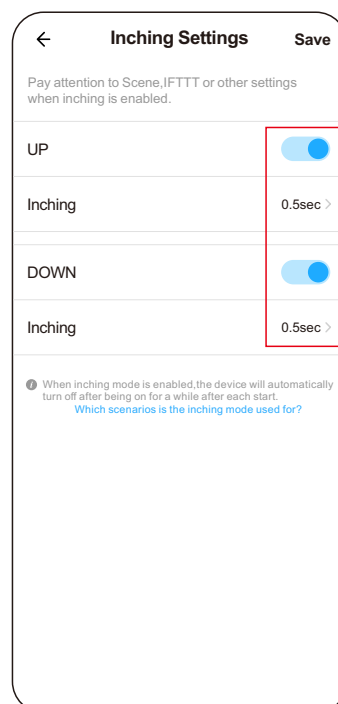 Inching Settings Save
Pay attention to Scene,IFTTT or other settings
when inching is enabled.
UP
Inching 0.5sec
DOWN
Inching 0.5sec
When inching mode is enabled,the device will automatically
turn off after being on for a while after each start.
Which scenarios is the inching mode used for?